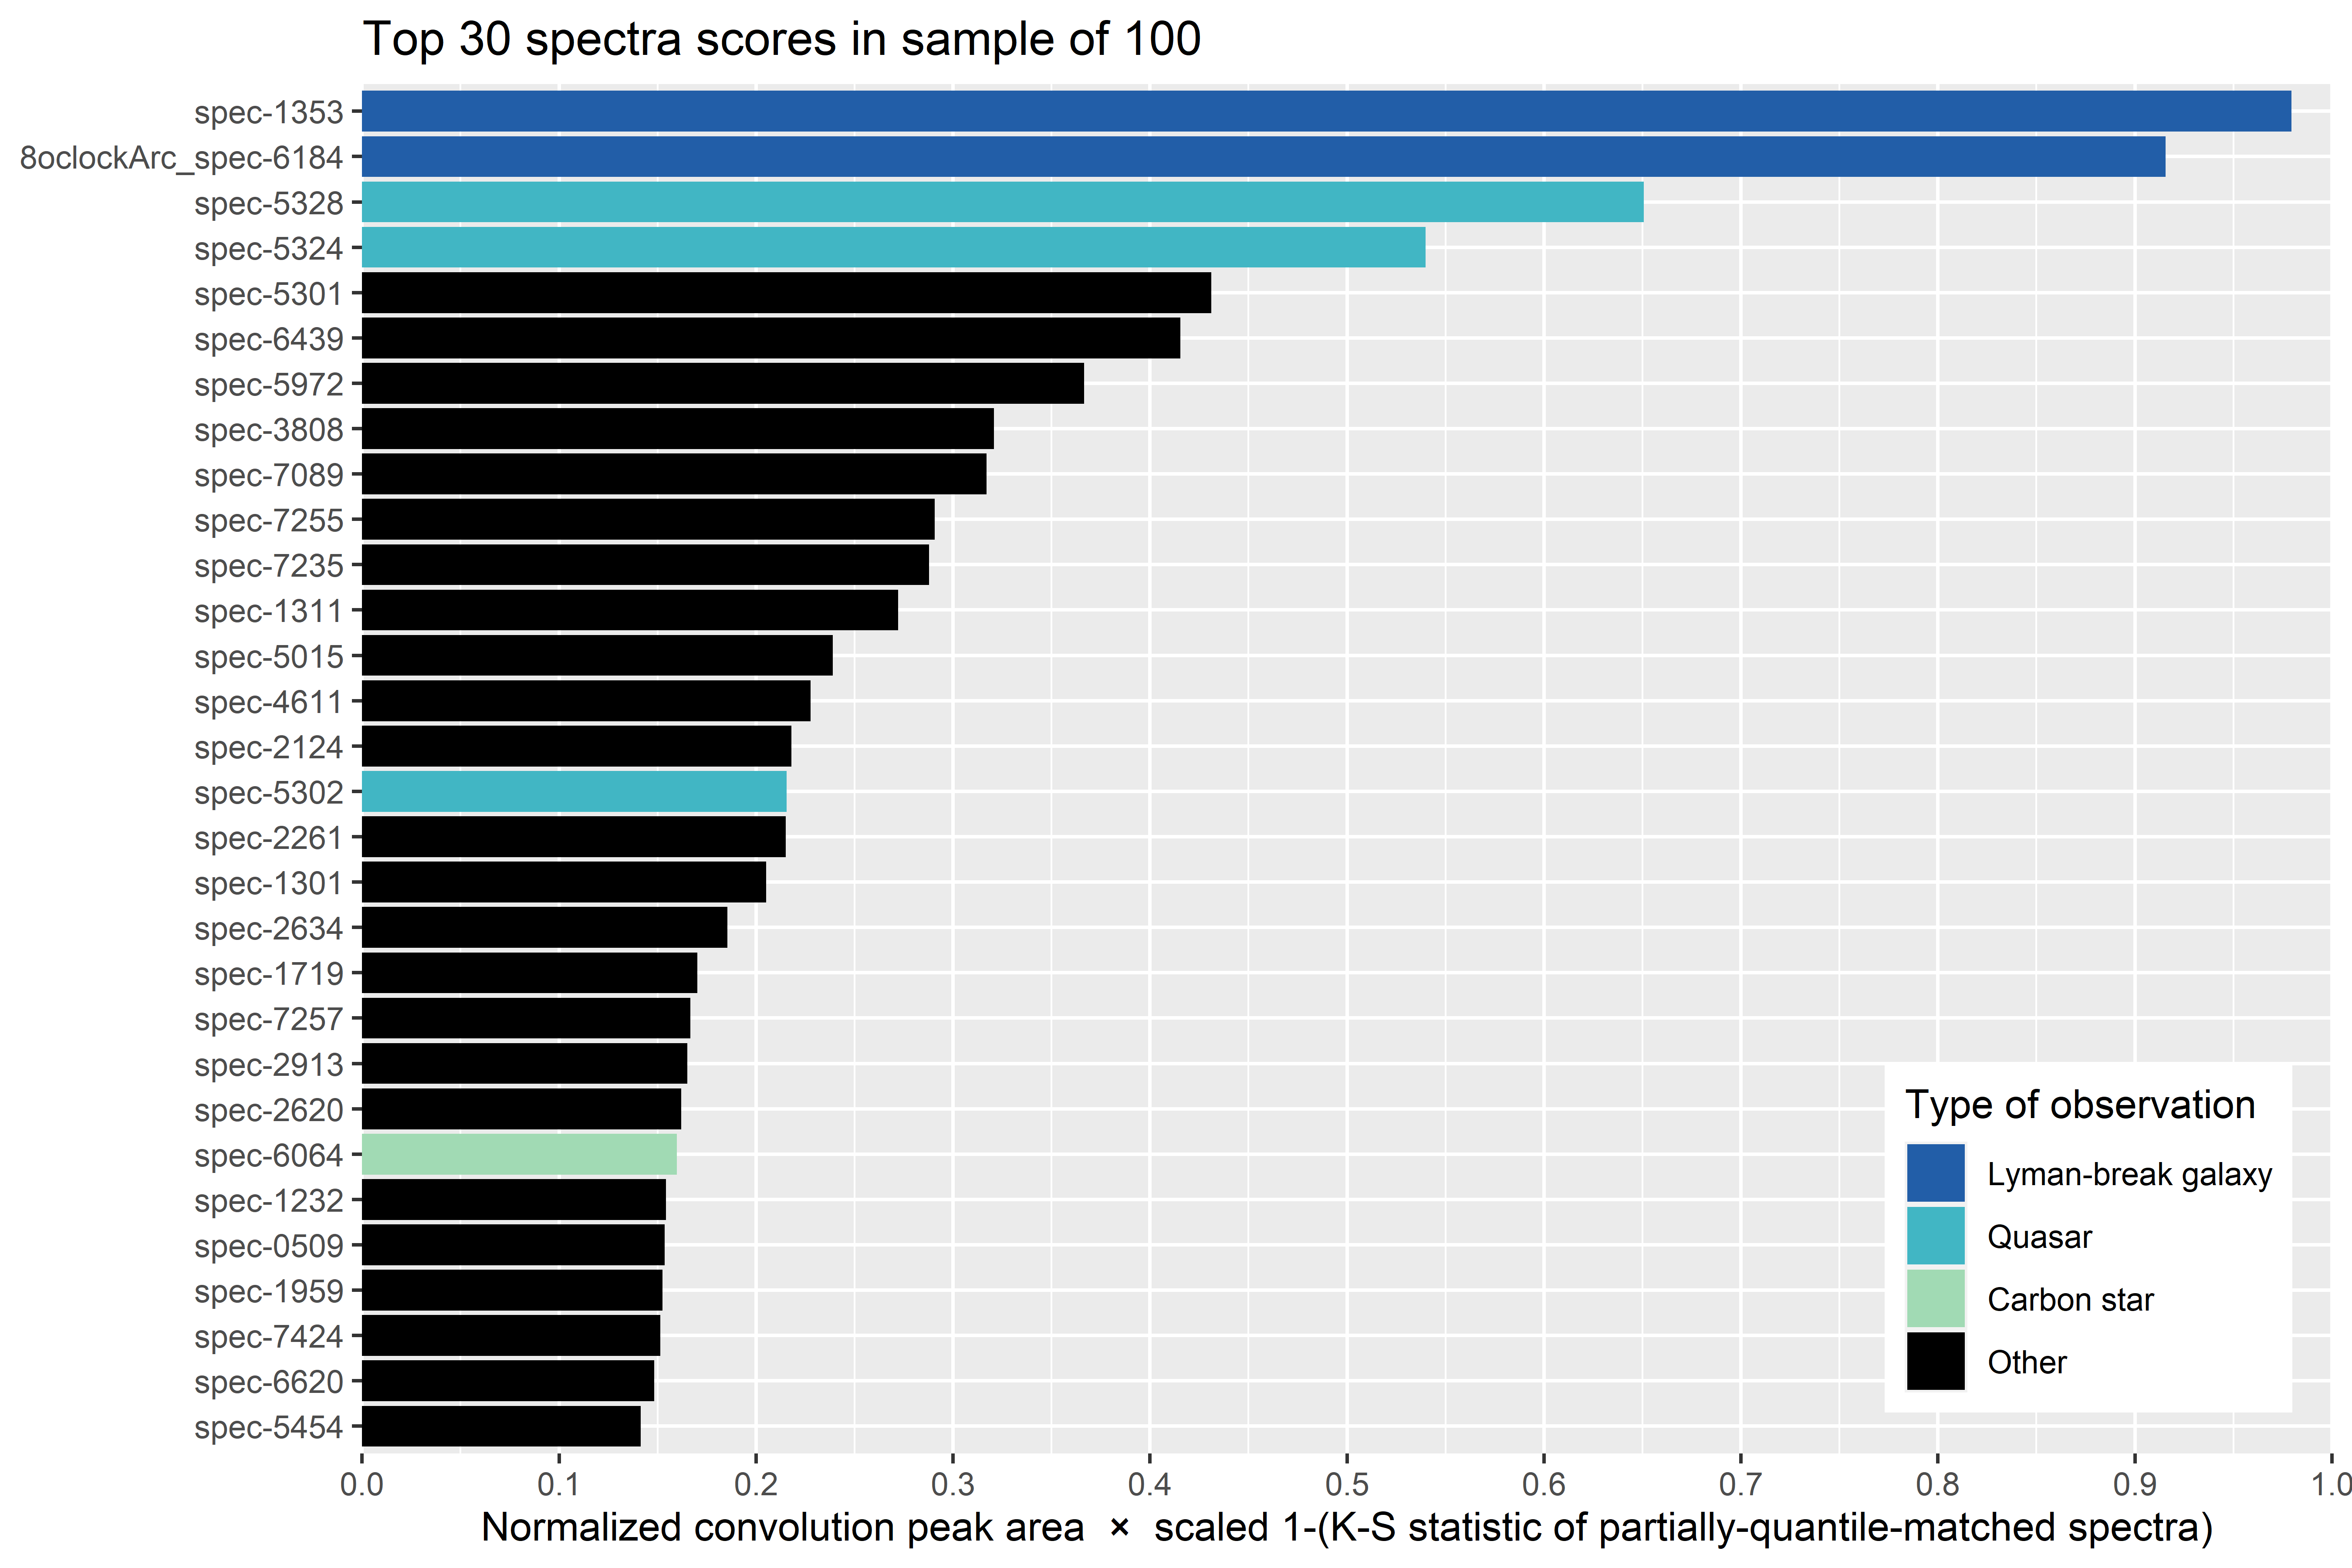 Top 30 spectra scores in sample of 100
spec-1353
8oclockArc_spec-6184
spec-5328
spec-5324
spec-5301
spec-6439
spec-5972
spec-3808
spec-7089
spec-7255
spec-7235
spec-1311
spec-5015
spec-4611
spec-2124
spec-5302
spec-2261
spec-1301
spec-2634
spec-1719
spec-7257
spec-2913
spec-2620
spec-6064
spec-1232
spec-0509
spec-1959
spec-7424
spec-6620
spec-5454
Type of observation
Lyman-break galaxy
Quasar
Carbon star
Other
0.0 0.1 0.2 0.3 0.4 0.5 0.6 0.7 0.8 0.9 1.0
Normalized convolution peak area × scaled 1-(K-S statistic of partially-quantile-matched spectra)